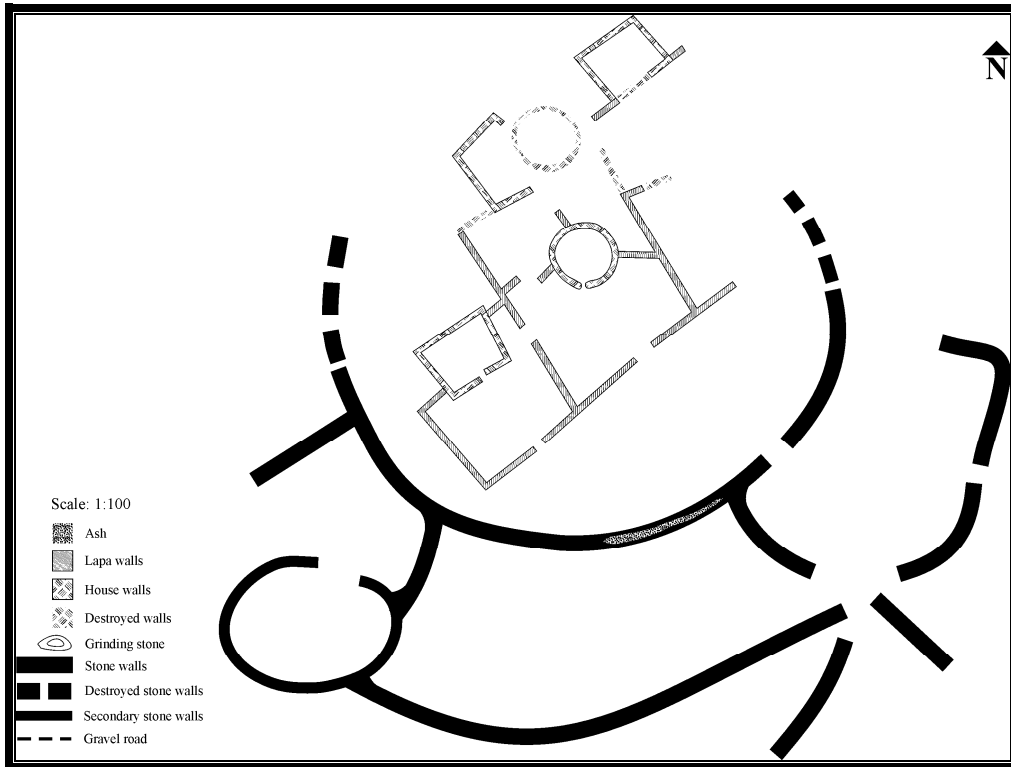 N
Scale: 1:100
Ash
Lapa walls
House walls
Destroyed walls
Grinding stone
Stone walls
Destroyed stone walls
Secondary stone walls
Gravel road